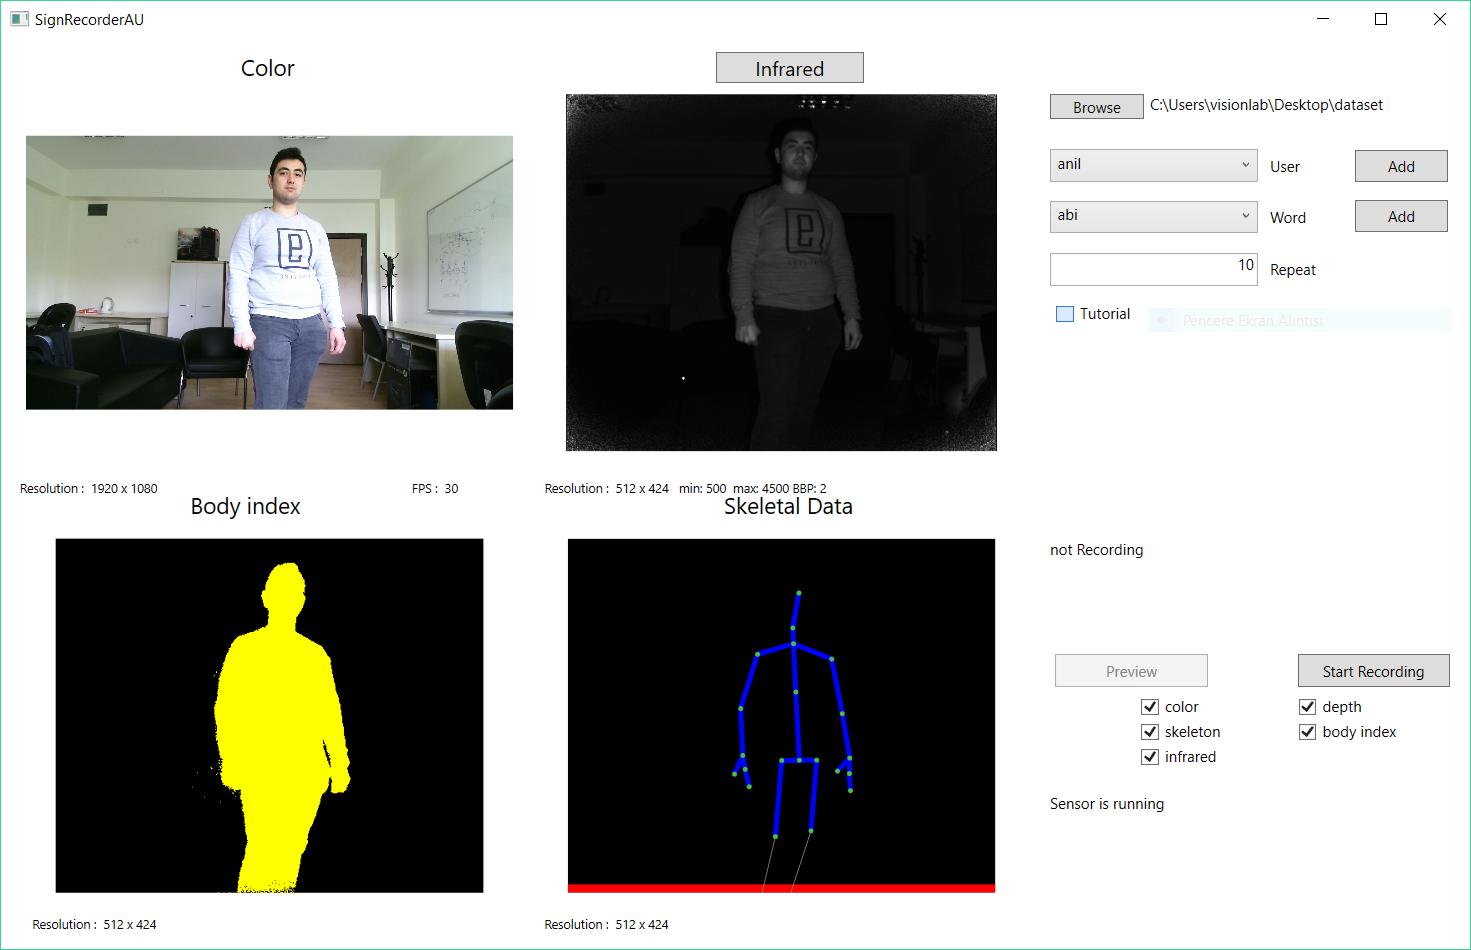 SignRecorderAU
Color
Infrared
Browse
C:\Users\visionlab\Desktop\dataset
anil
User
Add
abi
Word
Add
10
Repeat
Tutorial
Pencere Ekran Alıntısı
Resolution : 1920 x 1080
FPS : 30
Resolution : 512 x 424 min: 500 max: 4500 BBP: 2
Body index
Skeletal Data
not Recording
Preview
Start Recording
color
depth
skeleton
body index
infrared
Sensor is running
Resolution : 512 x 424
Resolution : 512 x 424